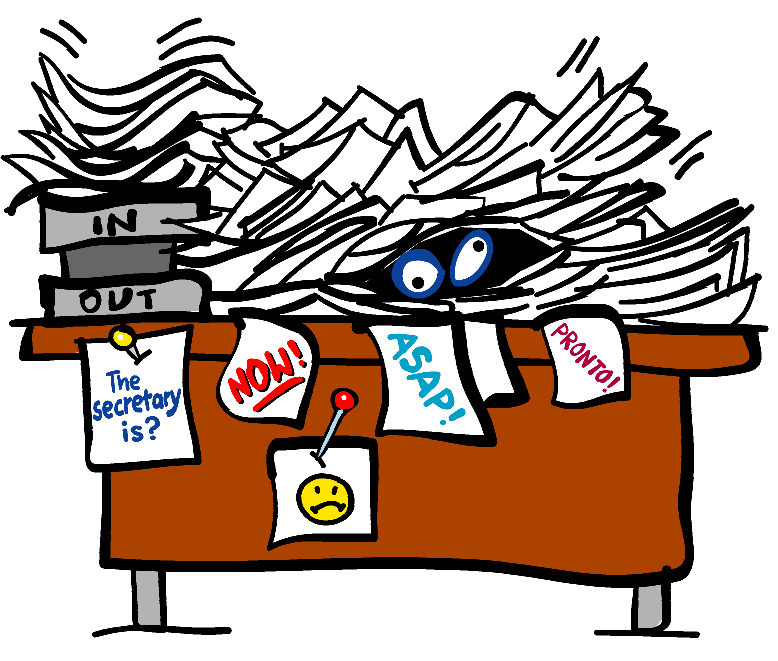 IN
OUT
The
secretary
is?
NOW!
ASAP!
PRONTO!